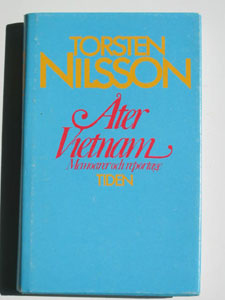 TORSTEN
NILSSON
Åter
Vietnam
Memoarer och reportage
TIDEN